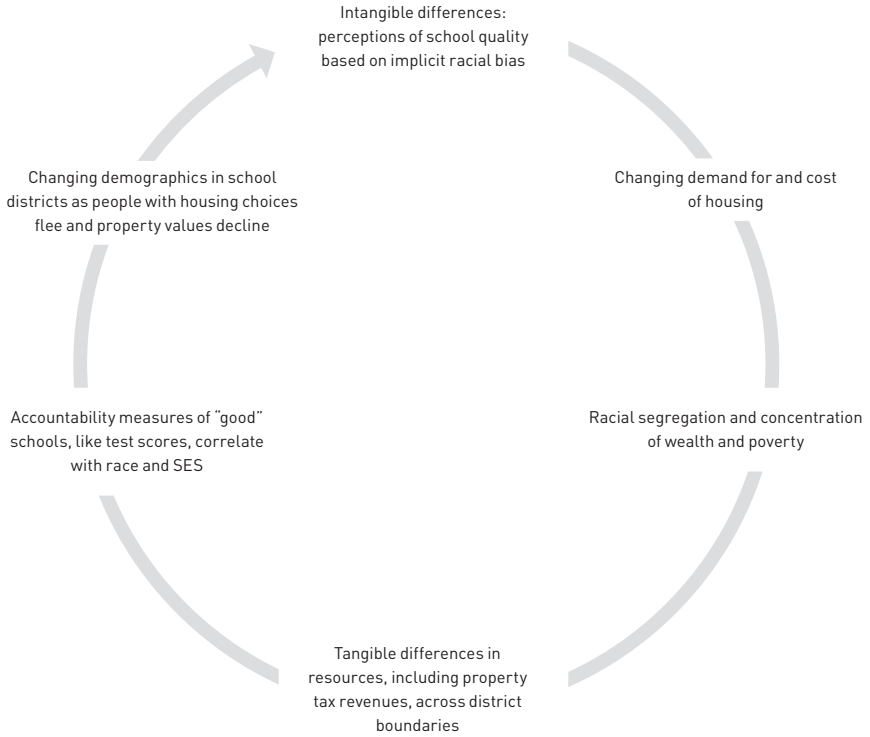 Intangible differences:
perceptions of school quality
based on implicit racial bias
Changing demand for and cost
of housing
Racial segregation and concentration
of wealth and poverty
Tangible differences in
resources, including property
tax revenues, across district
boundaries
Accountability measures of “good”
schools, like test scores, correlate
with race and SES
Changing demographics in school
districts as people with housing choices
flee and property values decline